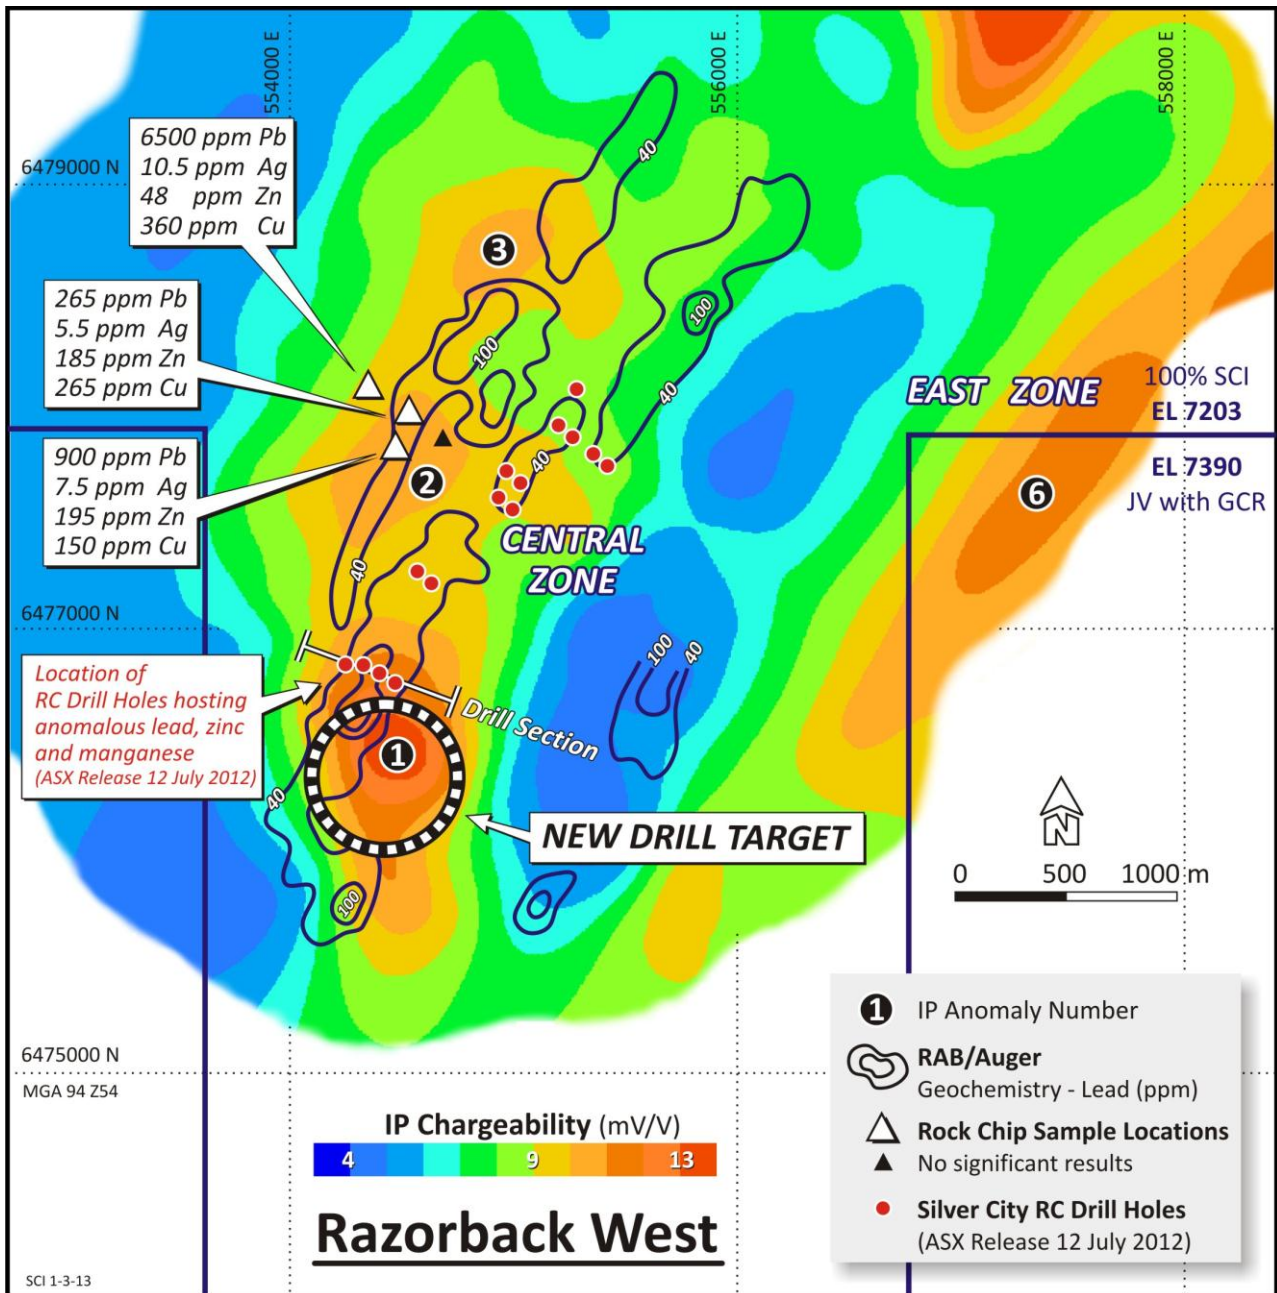 554000 E
556000 E
558000 E
6479000 N
6500 ppm Pb
10.5 ppm Ag
48 ppm Zn
360 ppm Cu
40
3
265 ppm Pb
5.5 ppm Ag
185 ppm Zn
265 ppm Cu
100
100
40
EAST ZONE
100% SCI
EL 7203
900 ppm Pb
7.5 ppm Ag
195 ppm Zn
150 ppm Cu
2
40
6
EL 7390
JV with GCR
CENTRAL
ZONE
40
6477000 N
100
40
Location of
RC Drill Holes hosting
anomalous lead, zinc
and manganese
(ASX Release 12 July 2012)
Drill Section
1
40
NEW DRILL TARGET
N
0 500 1000 m
100
6475000 N
MGA 94 Z54
1 IP Anomaly Number
RAB/Auger
Geochemistry - Lead (ppm)
Rock Chip Sample Locations
No significant results
Silver City RC Drill Holes
(ASX Release 12 July 2012)
IP Chargeability (mV/V)
4 9 13
Razorback West
SCI 1-3-13